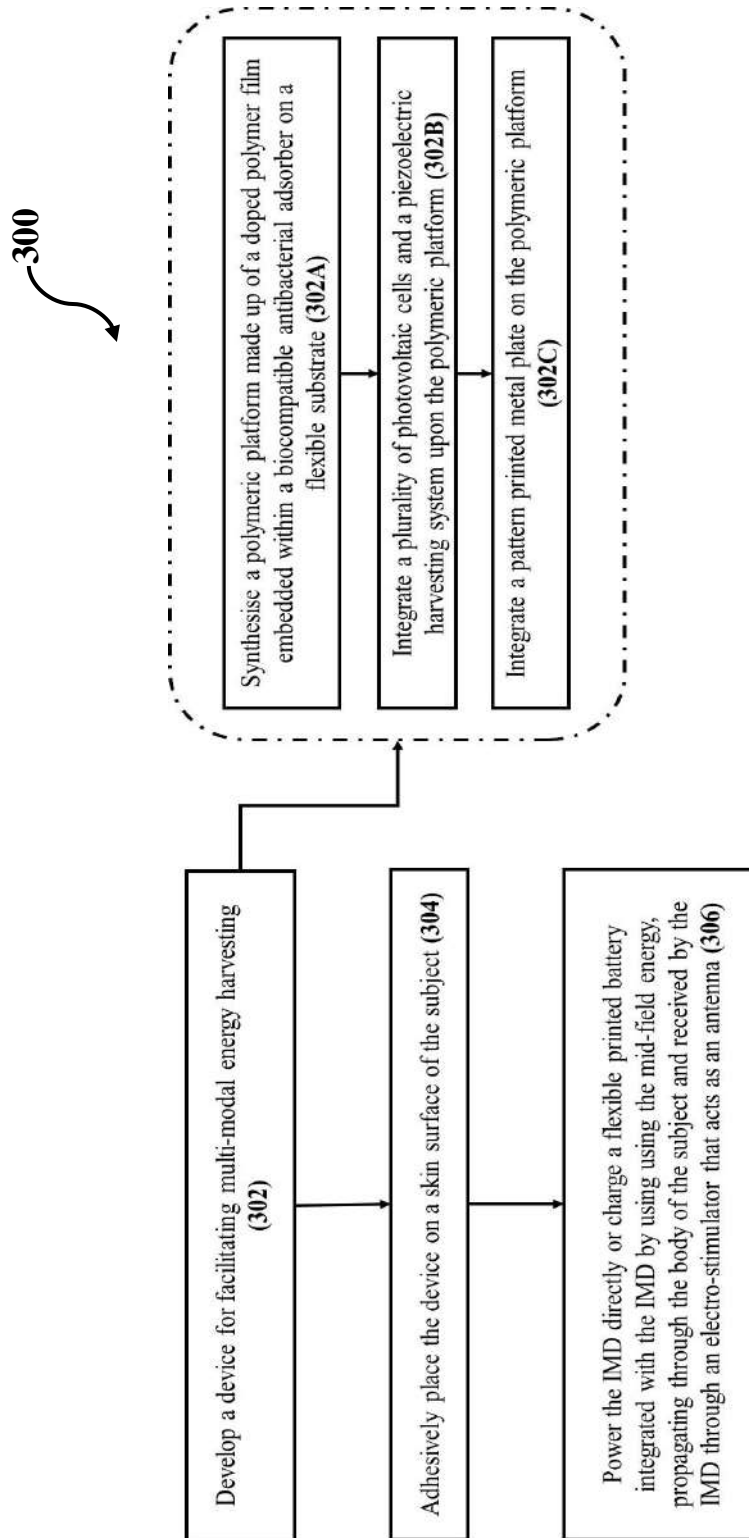 300
Develop a device for facilitating multi-modal energy harvesting
(302)
Adhesively place the device on a skin surface of the subject (304)
Power the IMD directly or charge a flexible printed battery
integrated with the IMD by using using the mid-field energy,
propagating through the body of the subject and received by the
IMD through an electro-stimulator that acts as an antenna (306)
Synthesise a polymeric platform made up of a doped polymer film
embedded within a biocompatible antibacterial adsorber on a
flexible substrate (302A)
Integrate a plurality of photovoltaic cells and a piezoelectric
harvesting system upon the polymeric platform (302B)
Integrate a pattern printed metal plate on the polymeric platform
(302C)